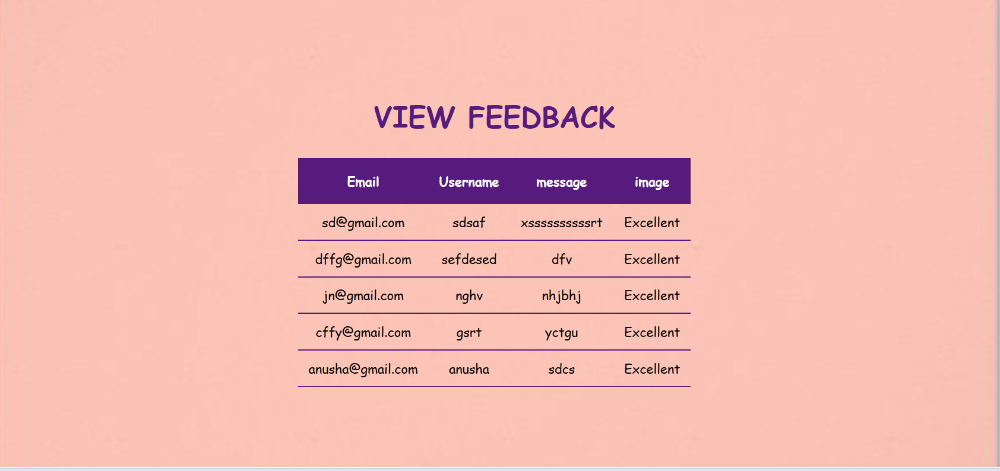 VIEW FEEDBACK
Email Username message image
sd@gmail.com sdsaf xssssssssssrt Excellent
dffg@gmail.com sefdesed dfv Excellent
jn@gmail.com nghv nhjbhj Excellent
cffy@gmail.com gsrt yctgu Excellent
anusha@gmail.com anusha sdcs Excellent